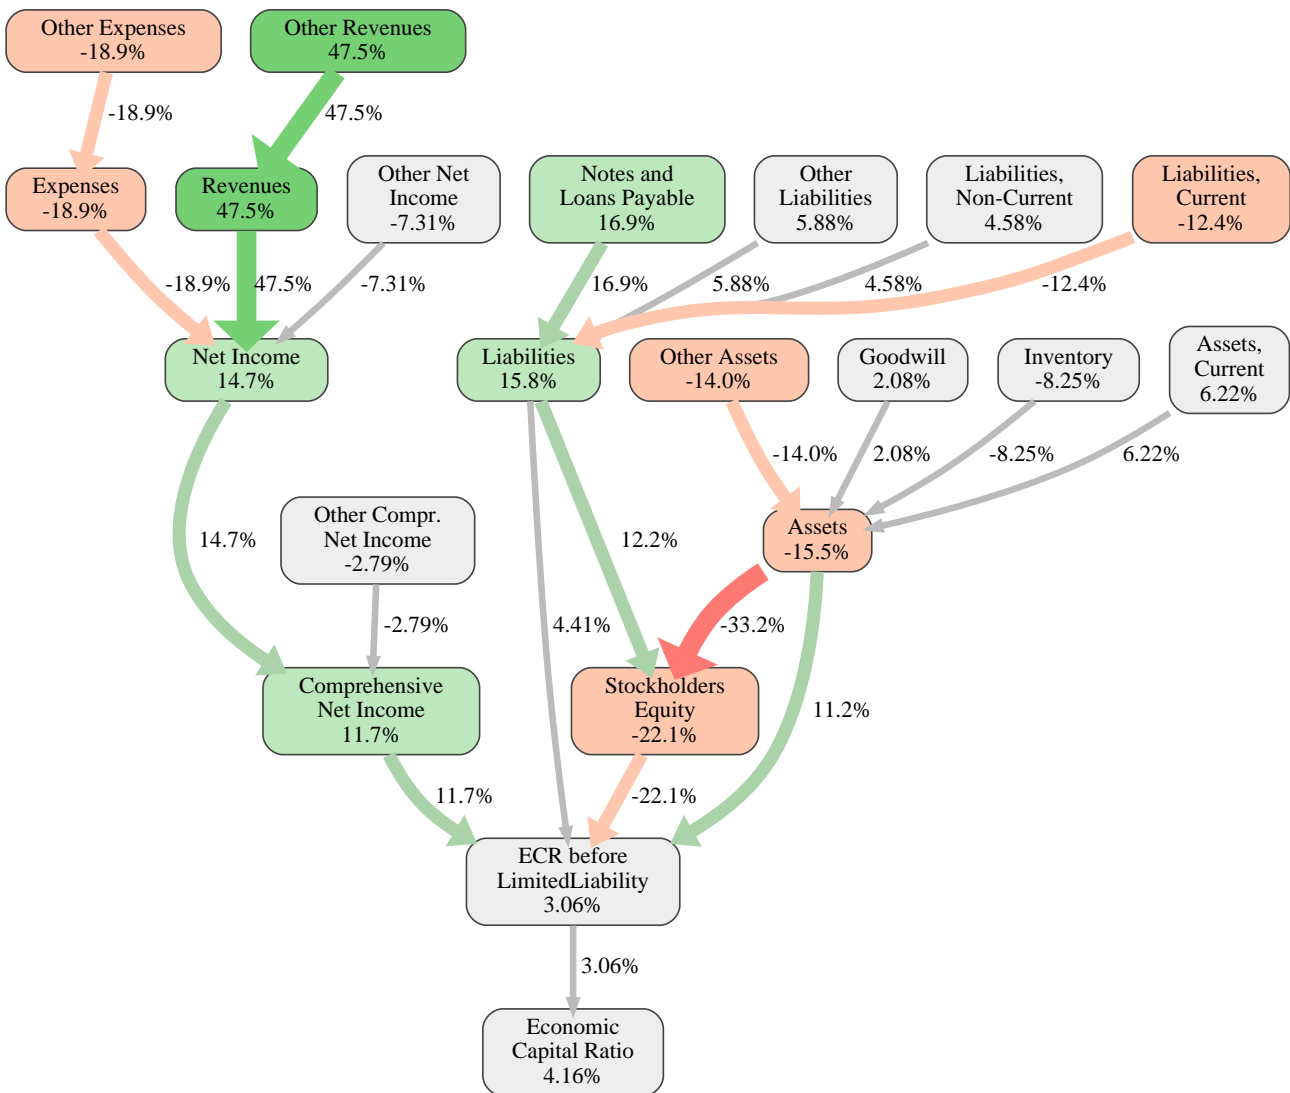 Other Expenses
-18.9%
Other Revenues
47.5%
-18.9%
47.5%
Expenses
-18.9%
Revenues
47.5%
Other Net
Income
-7.31%
Notes and
Loans Payable
16.9%
Other
Liabilities
5.88%
Liabilities,
Non-Current
4.58%
Liabilities,
Current
-12.4%
-18.9%
47.5%
-7.31%
16.9%
5.88%
4.58%
-12.4%
Net Income
14.7%
Liabilities
15.8%
Other Assets
-14.0%
Goodwill
2.08%
Inventory
-8.25%
Assets,
Current
6.22%
-14.0%
2.08%
-8.25%
6.22%
Other Compr.
Net Income
-2.79%
Assets
-15.5%
14.7%
12.2%
-2.79%
4.41%
-33.2%
11.2%
Comprehensive
Net Income
11.7%
Stockholders
Equity
-22.1%
11.7%
-22.1%
ECR before
LimitedLiability
3.06%
3.06%
Economic
Capital Ratio
4.16%